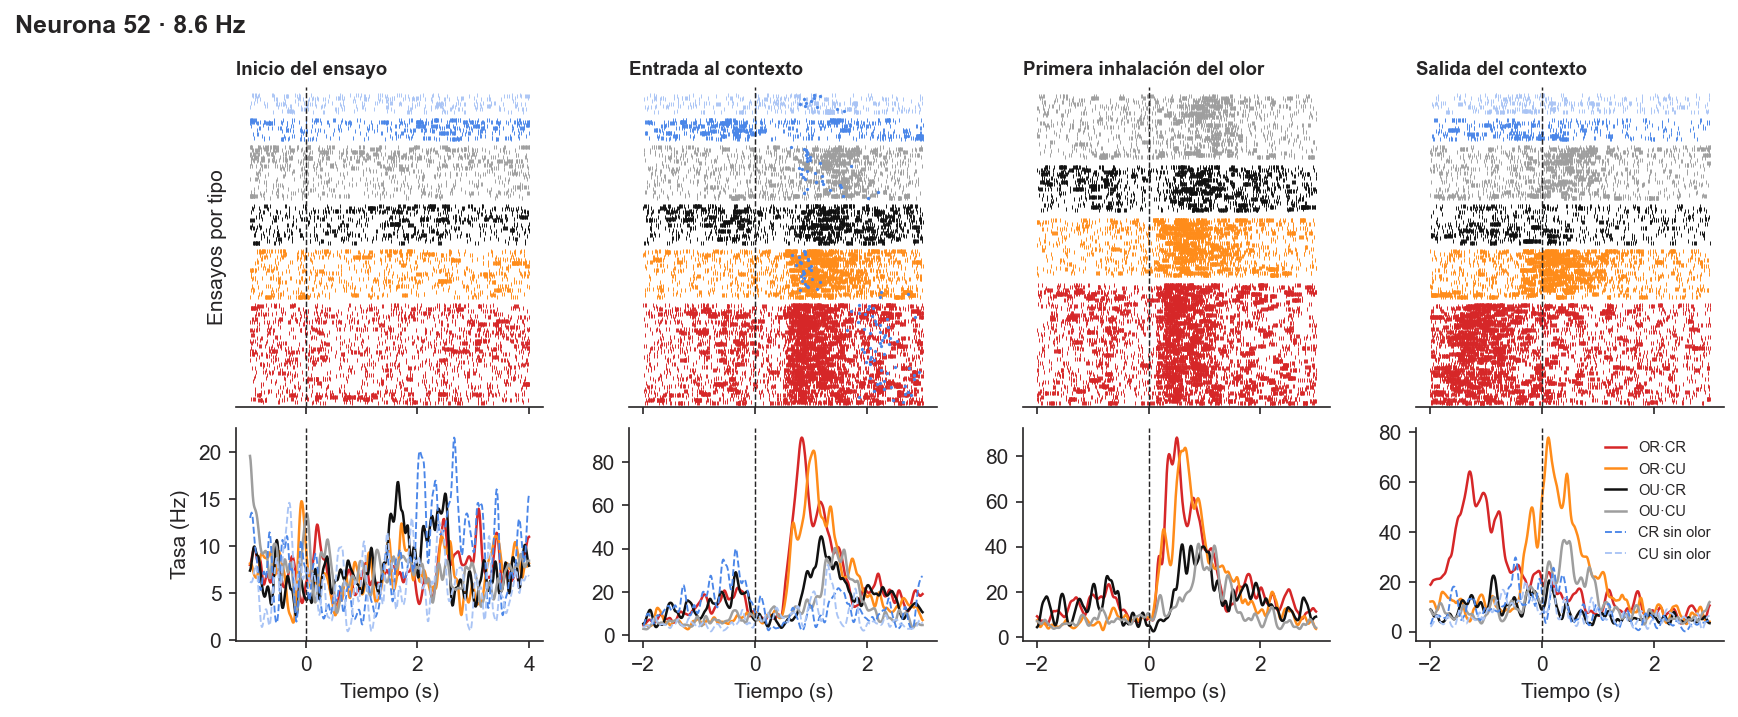 Neurona 52 · 8.6 Hz
Inicio del ensayo
Entrada al contexto
Primera inhalación del olor
Salida del contexto
Ensayos por tipo
Tasa (Hz)
20
15
10
5
0
0
2
4
Tiempo (s)
80
60
40
20
0
−2
0
2
Tiempo (s)
80
60
40
20
0
−2
0
2
Tiempo (s)
80
60
40
20
0
−2
0
2
Tiempo (s)
OR·CR
OR·CU
OU·CR
OU·CU
CR sin olor
CU sin olor